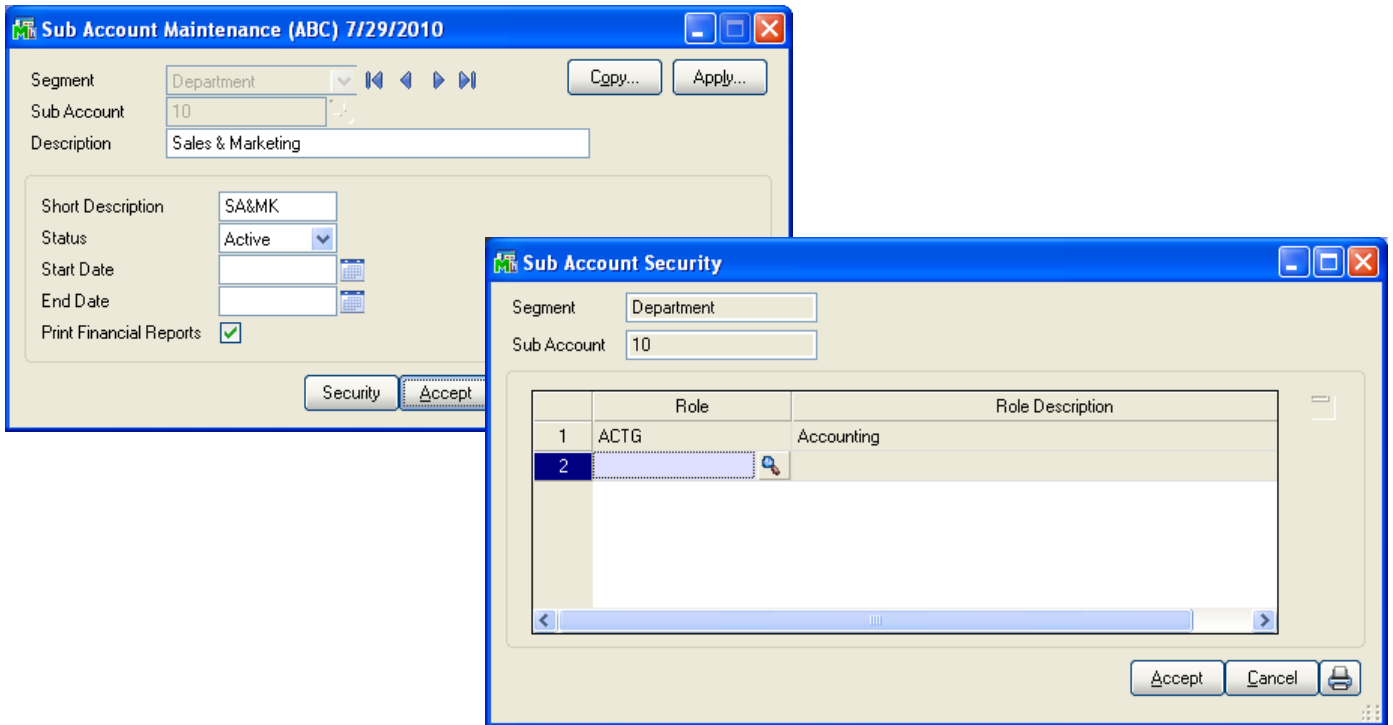 Sub Account Maintenance (ABC) 7/29/2010
Segment Department Copy... Apply...
Sub Account 10
Description Sales & Marketing
Short Description SA&MK
Status Active
Start Date
End Date
Print Financial Reports
Security Accept
Sub Account Security
Segment Department
Sub Account 10
Role Role Description
1 ACTG Accounting
2
Accept Cancel